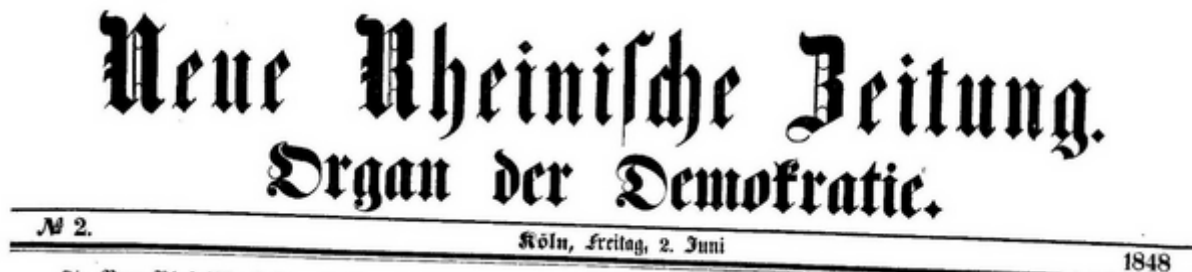 Neue Rheinische Zeitung.
Organ der Demokratie.
№ 2. Köln, Freitag, 2. Juni 1848